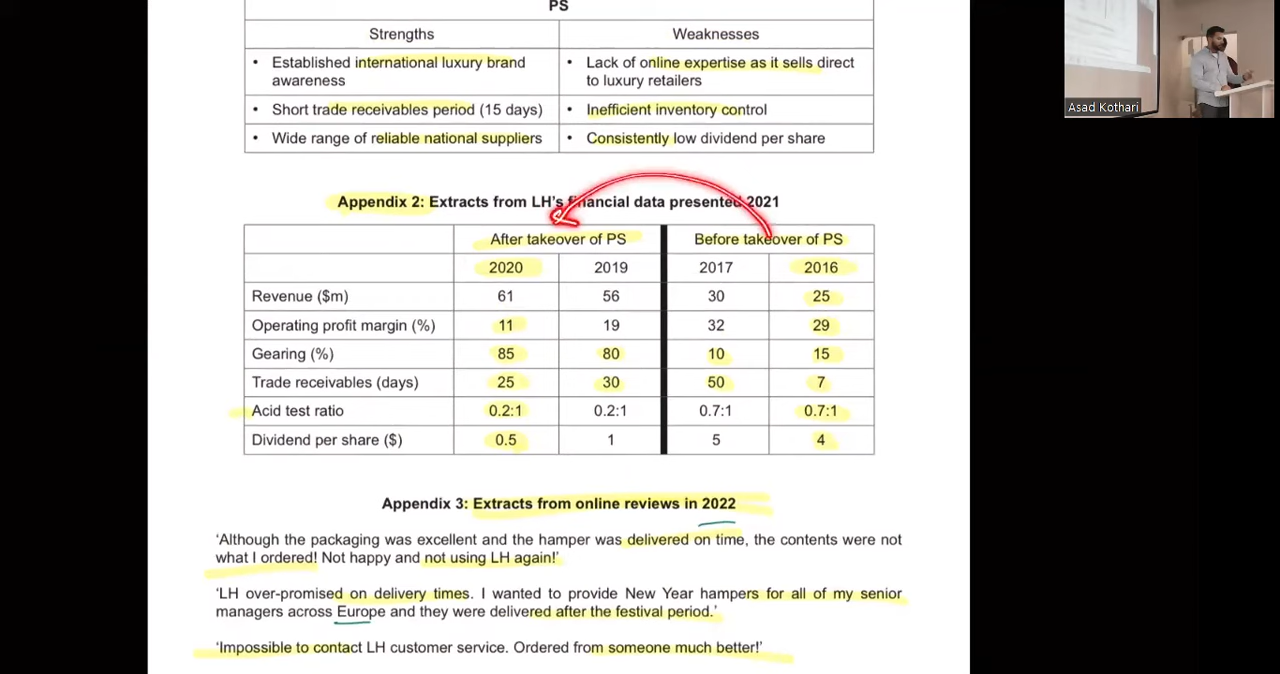 PS
Strengths Weaknesses
• Established international luxury brand awareness • Lack of online expertise as it sells direct to luxury retailers
• Short trade receivables period (15 days) • Inefficient inventory control
• Wide range of reliable national suppliers • Consistently low dividend per share
Asad Kothari
Appendix 2: Extracts from LH's financial data presented 2021
After takeover of PS Before takeover of PS
2020 2019 2017 2016
Revenue ($m) 61 56 30 25
Operating profit margin (%) 11 19 32 29
Gearing (%) 85 80 10 15
Trade receivables (days) 25 30 50 7
Acid test ratio 0.2:1 0.2:1 0.7:1 0.7:1
Dividend per share ($) 0.5 1 5 4
Appendix 3: Extracts from online reviews in 2022
'Although the packaging was excellent and the hamper was delivered on time, the contents were not
what I ordered! Not happy and not using LH again!'
'LH over-promised on delivery times. I wanted to provide New Year hampers for all of my senior
managers across Europe and they were delivered after the festival period.'
'Impossible to contact LH customer service. Ordered from someone much better!'